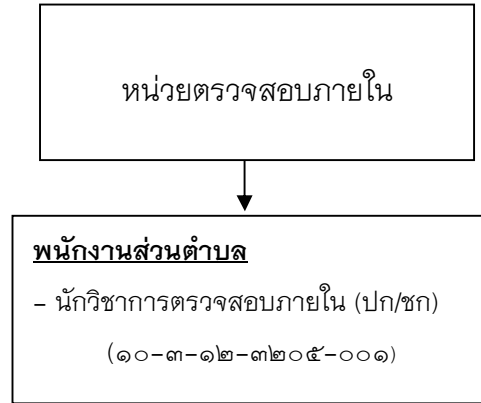 หน่วยตรวจสอบภายใน
พนักงานส่วนตำบล
- นักวิชาการตรวจสอบภายใน (ปก/ชก)
(๑๐-๓-๑๒-๓๒๐๕-๐๐๑)